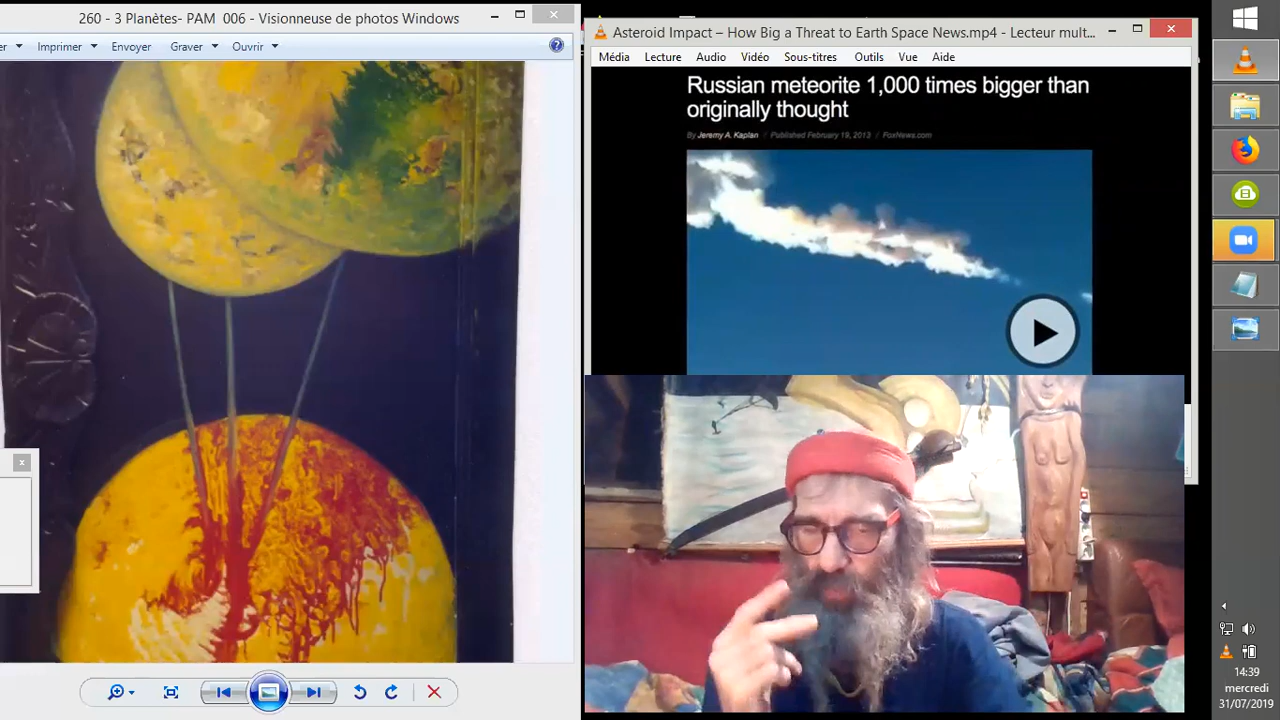 260 - 3 Planètes- PAM 006 - Visionneuse de photos Windows
Imprimer Envoyer Graver Ouvrir
Asteroid Impact – How Big a Threat to Earth Space News.mp4 - Lecteur mult...
Média Lecture Audio Vidéo Sous-titres Outils Vue Aide
Russian meteorite 1,000 times bigger than
originally thought
By Jeremy A. Kaplan / Published February 19, 2013 / FoxNews.com
14:39
mercredi
31/07/2019